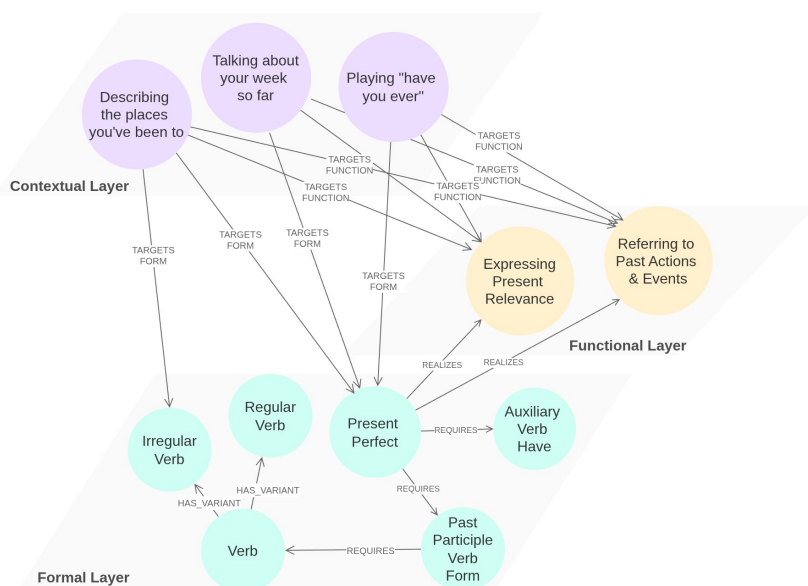 Describing
the places
you've been to
Talking about
your week
so far
Playing "have
you ever"
TARGETS
FUNCTION
TARGETS
FUNCTION
TARGETS
FUNCTION
TARGETS
FUNCTION
TARGETS
FUNCTION
Contextual Layer
TARGETS
FORM
TARGETS
FORM
TARGETS
FORM
TARGETS
FORM
Expressing
Present
Relevance
Referring to
Past Actions
& Events
Functional Layer
REALIZES
REALIZES
Irregular
Verb
Regular
Verb
Present
Perfect
Auxiliary
Verb
Have
REQUIRES
REQUIRES
HAS_VARIANT
HAS_VARIANT
Verb
REQUIRES
Past
Participle
Verb
Form
Formal Layer